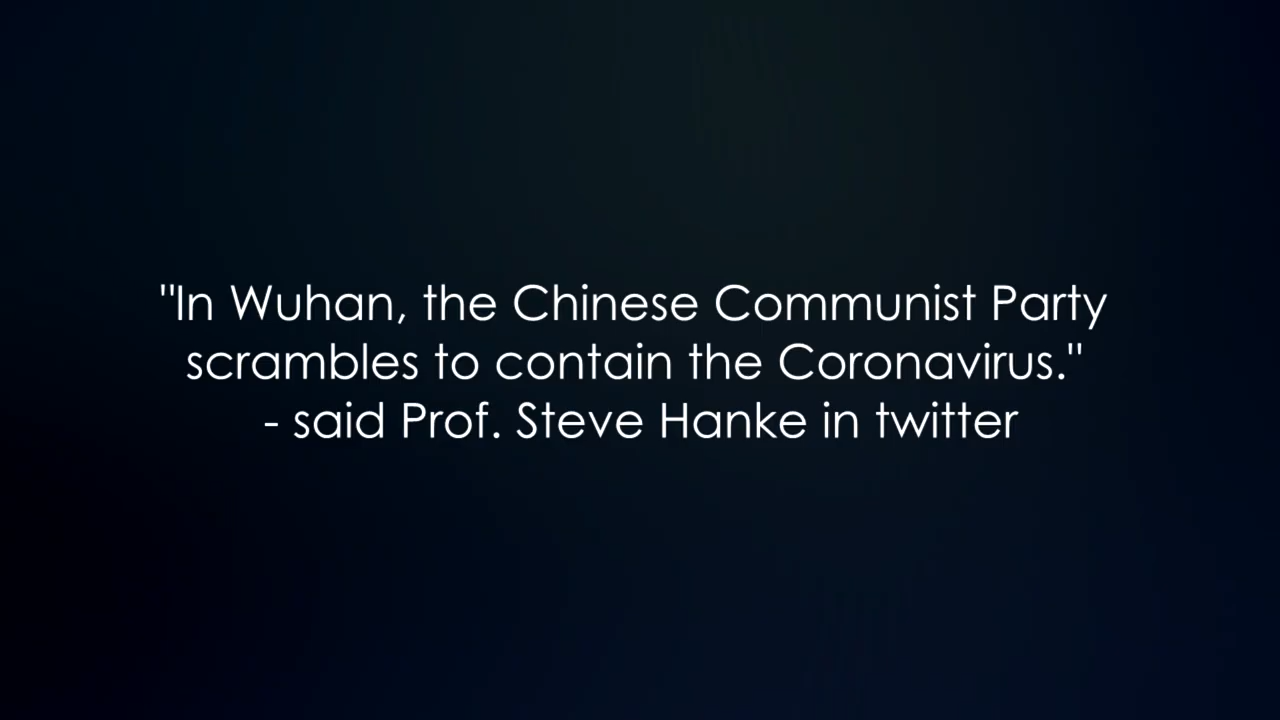 "In Wuhan, the Chinese Communist Party
scrambles to contain the Coronavirus."
- said Prof. Steve Hanke in twitter